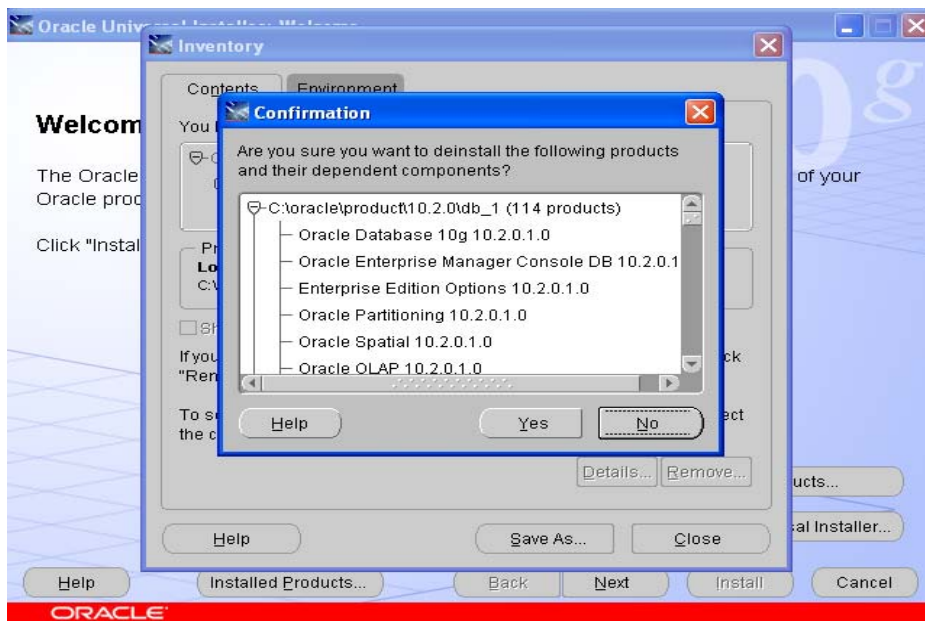 Oracle Univ
Inventory
Contents
Environment
Confirmation
Are you sure you want to deinstall the following products
and their dependent components?
C:\oracle\product\10.2.0\db_1 (114 products)
Oracle Database 10g 10.2.0.1.0
Oracle Enterprise Manager Console DB 10.2.0.1
Enterprise Edition Options 10.2.0.1.0
Oracle Partitioning 10.2.0.1.0
Oracle Spatial 10.2.0.1.0
Oracle OLAP 10.2.0.1.0
Help
Yes
No
0g
Welcom
You
The Oracle
of your
Oracle prod
Click "Instal
Pr
Lo
C:\
Sh
If you
ck
"Rem
To se
ect
the c
Details...
Remove...
ucts...
al Installer...
Help
Save As...
Close
Help
Installed Products...
Back
Next
Install
Cancel
ORACLE